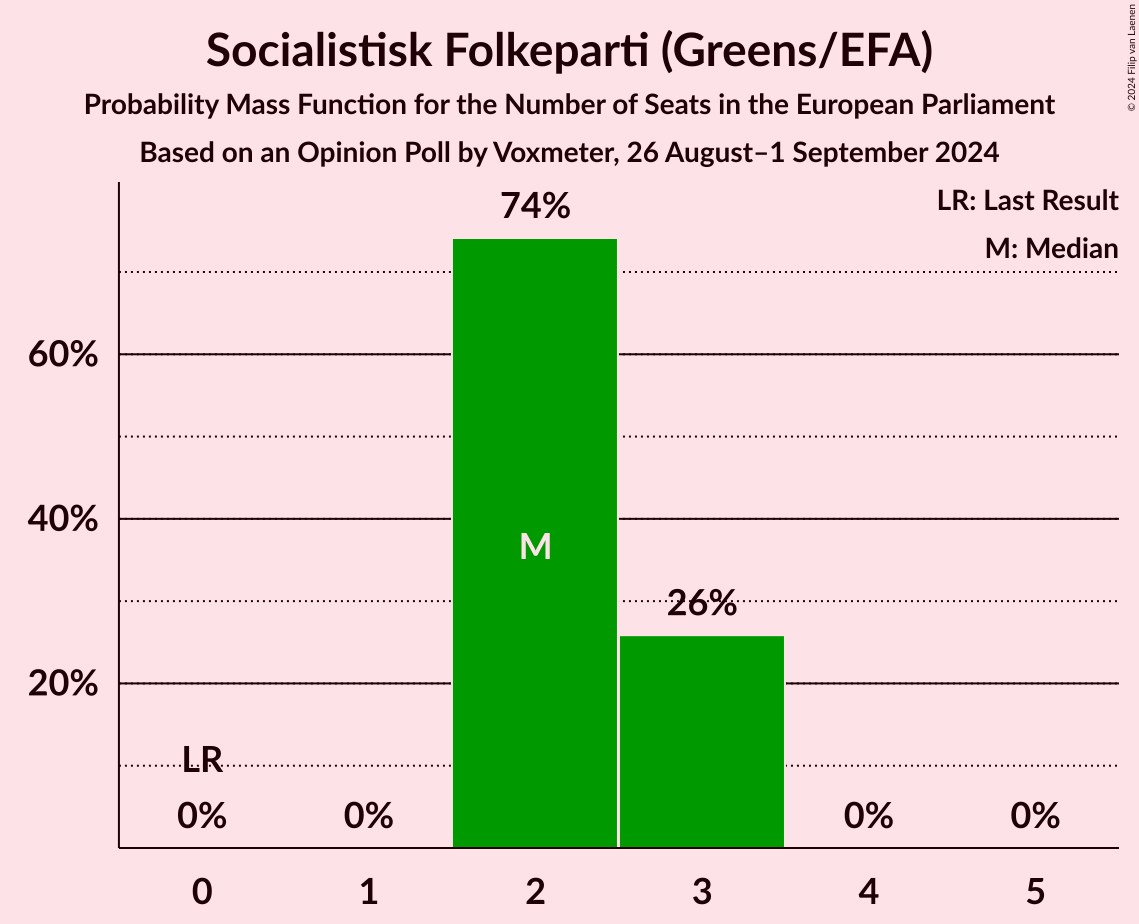 Socialistisk Folkeparti (Greens/EFA)
Probability Mass Function for the Number of Seats in the European Parliament
Based on an Opinion Poll by Voxmeter, 26 August–1 September 2024
© 2024 Filip van Laenen
LR: Last Result
M: Median
74%
60%
40%
M
26%
20%
LR
0% 0% 0% 0%
0 1 2 3 4 5